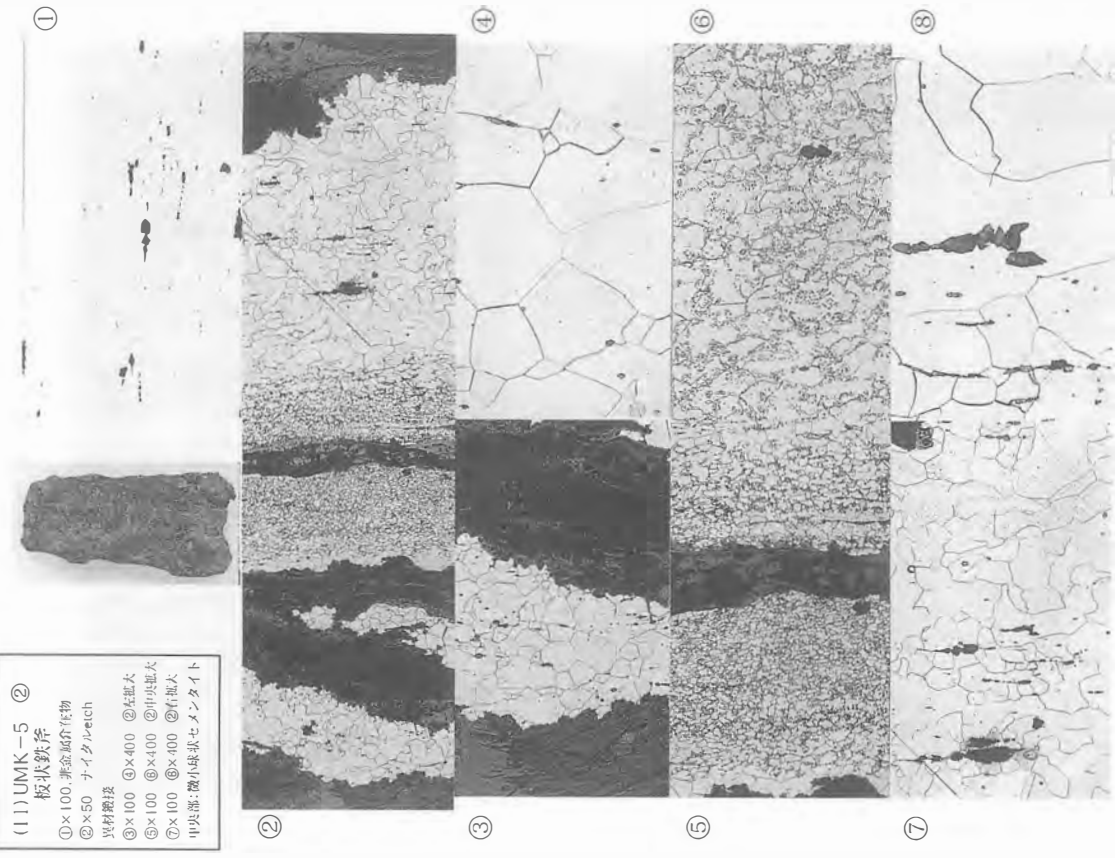 (11) UMK-5 ②
板状鉄斧
①×100.非金属介在物
②×50 ナイタルetch
異材鍛接
③×100 ④×400 ②左拡大
⑤×100 ⑥×400 ②中央拡大
⑦×100 ⑧×400 ②右拡大
中央部:微小球状セメンタイト
①
②
③
④
⑤
⑥
⑦
⑧